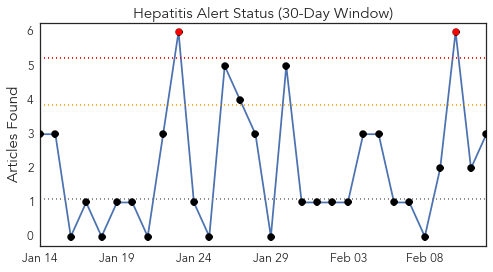 Hepatitis Alert Status (30-Day Window)
Articles Found
6
5
4
3
2
1
0
Jan 14 Jan 19 Jan 24 Jan 29 Feb 03 Feb 08